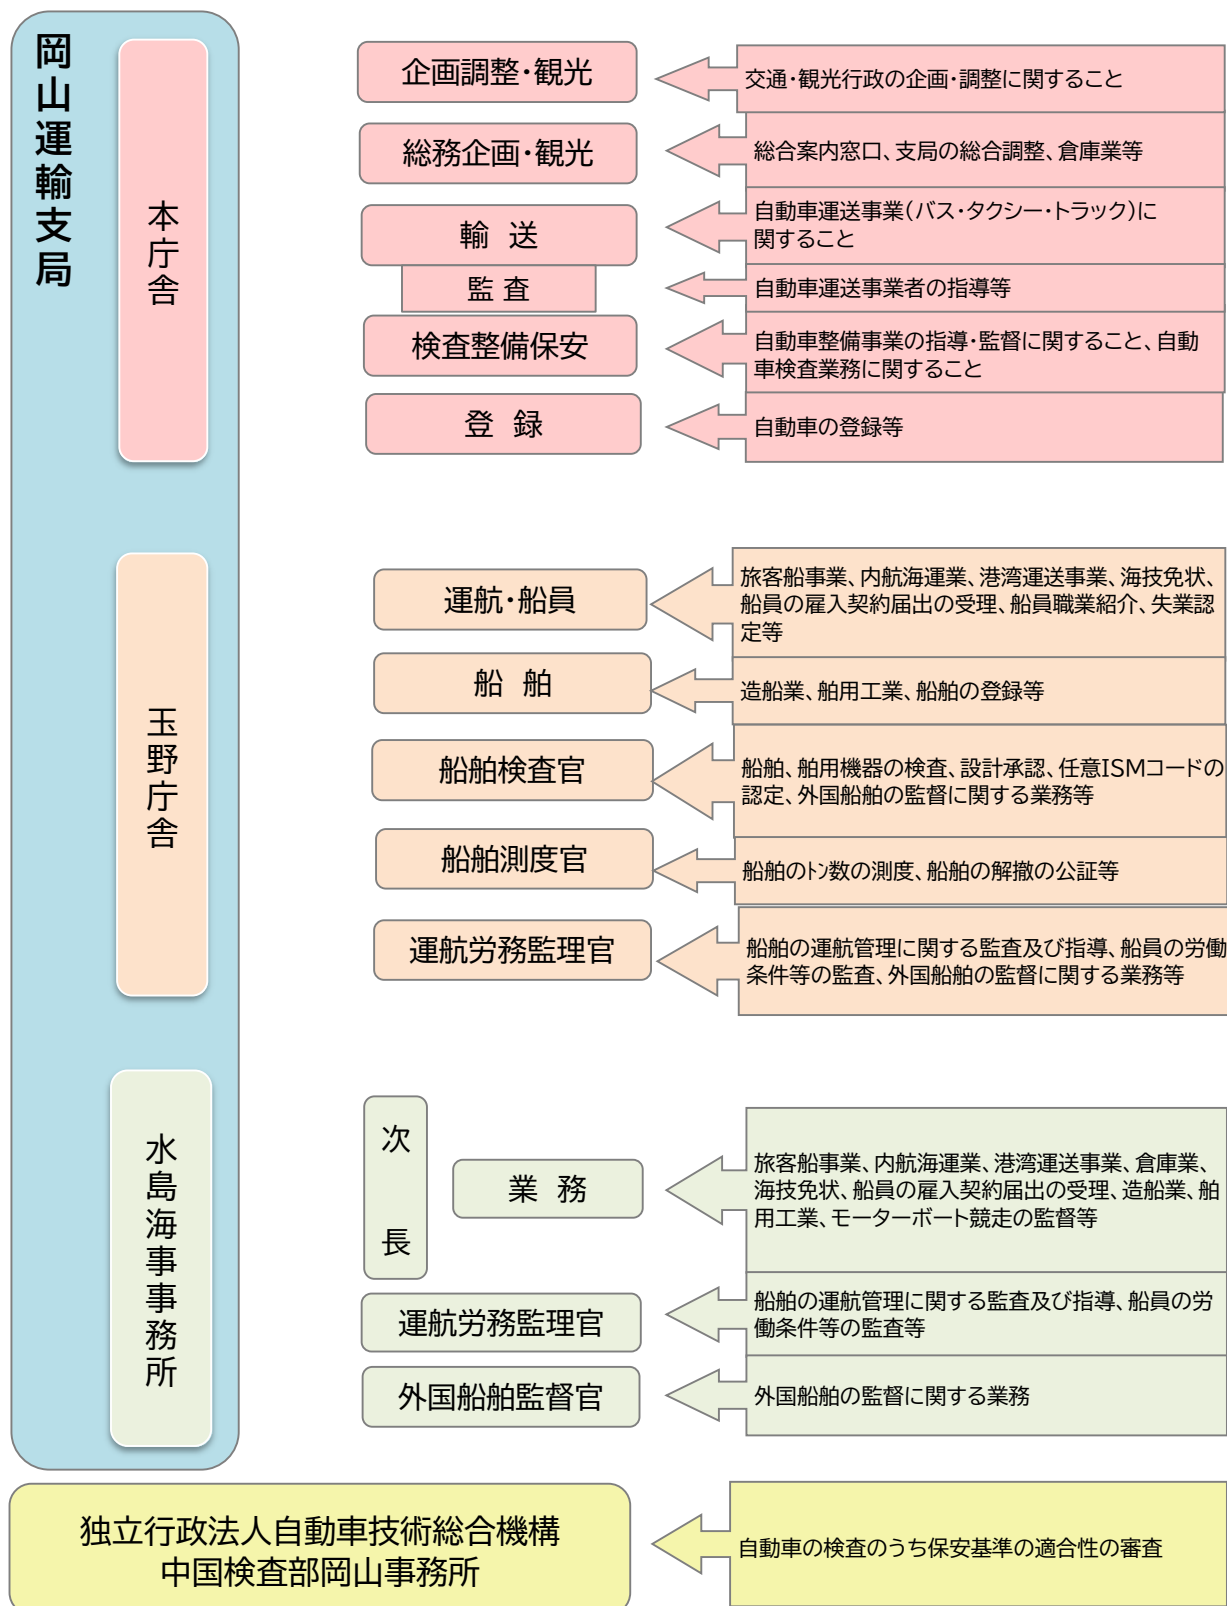 岡山運輸支局
本庁舎
企画調整・観光
交通・観光行政の企画・調整に関すること
総務企画・観光
総合案内窓口、支局の総合調整、倉庫業等
輸 送
自動車運送事業(バス・タクシー・トラック)に
関すること
監 査
自動車運送事業者の指導等
検査整備保安
自動車整備事業の指導・監督に関すること、自動
車検査業務に関すること
登 録
自動車の登録等
玉野庁舎
運航・船員
旅客船事業、内航海運業、港湾運送事業、海技免状、
船員の雇入契約届出の受理、船員職業紹介、失業認
定等
船 舶
造船業、舶用工業、船舶の登録等
船舶検査官
船舶、舶用機器の検査、設計承認、任意ISMコードの
認定、外国船舶の監督に関する業務等
船舶測度官
船舶のトン数の測度、船舶の解撤の公証等
運航労務監理官
船舶の運航管理に関する監査及び指導、船員の労働
条件等の監査、外国船舶の監督に関する業務等
水島海事事務所
次長
業 務
旅客船事業、内航海運業、港湾運送事業、倉庫業、
海技免状、船員の雇入契約届出の受理、造船業、舶
用工業、モーターボート競走の監督等
運航労務監理官
船舶の運航管理に関する監査及び指導、船員の労
働条件等の監査等
外国船舶監督官
外国船舶の監督に関する業務
独立行政法人自動車技術総合機構
中国検査部岡山事務所
自動車の検査のうち保安基準の適合性の審査